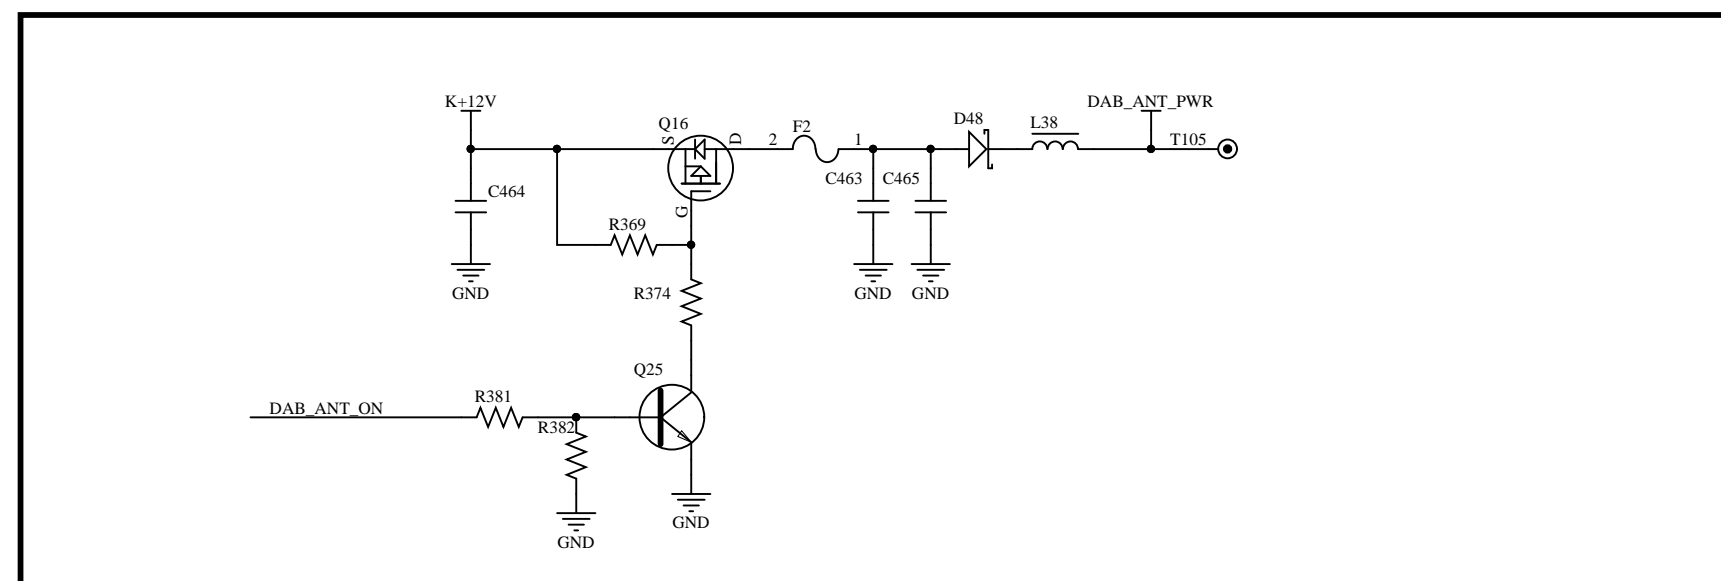 K+12V
DAB_ANT_PWR
Q16
S
D
2
F2
1
D48
L38
T105
C464
C463
C465
G
R369
GND
R374
GND
GND
Q25
DAB_ANT_ON
R381
R382
GND
GND